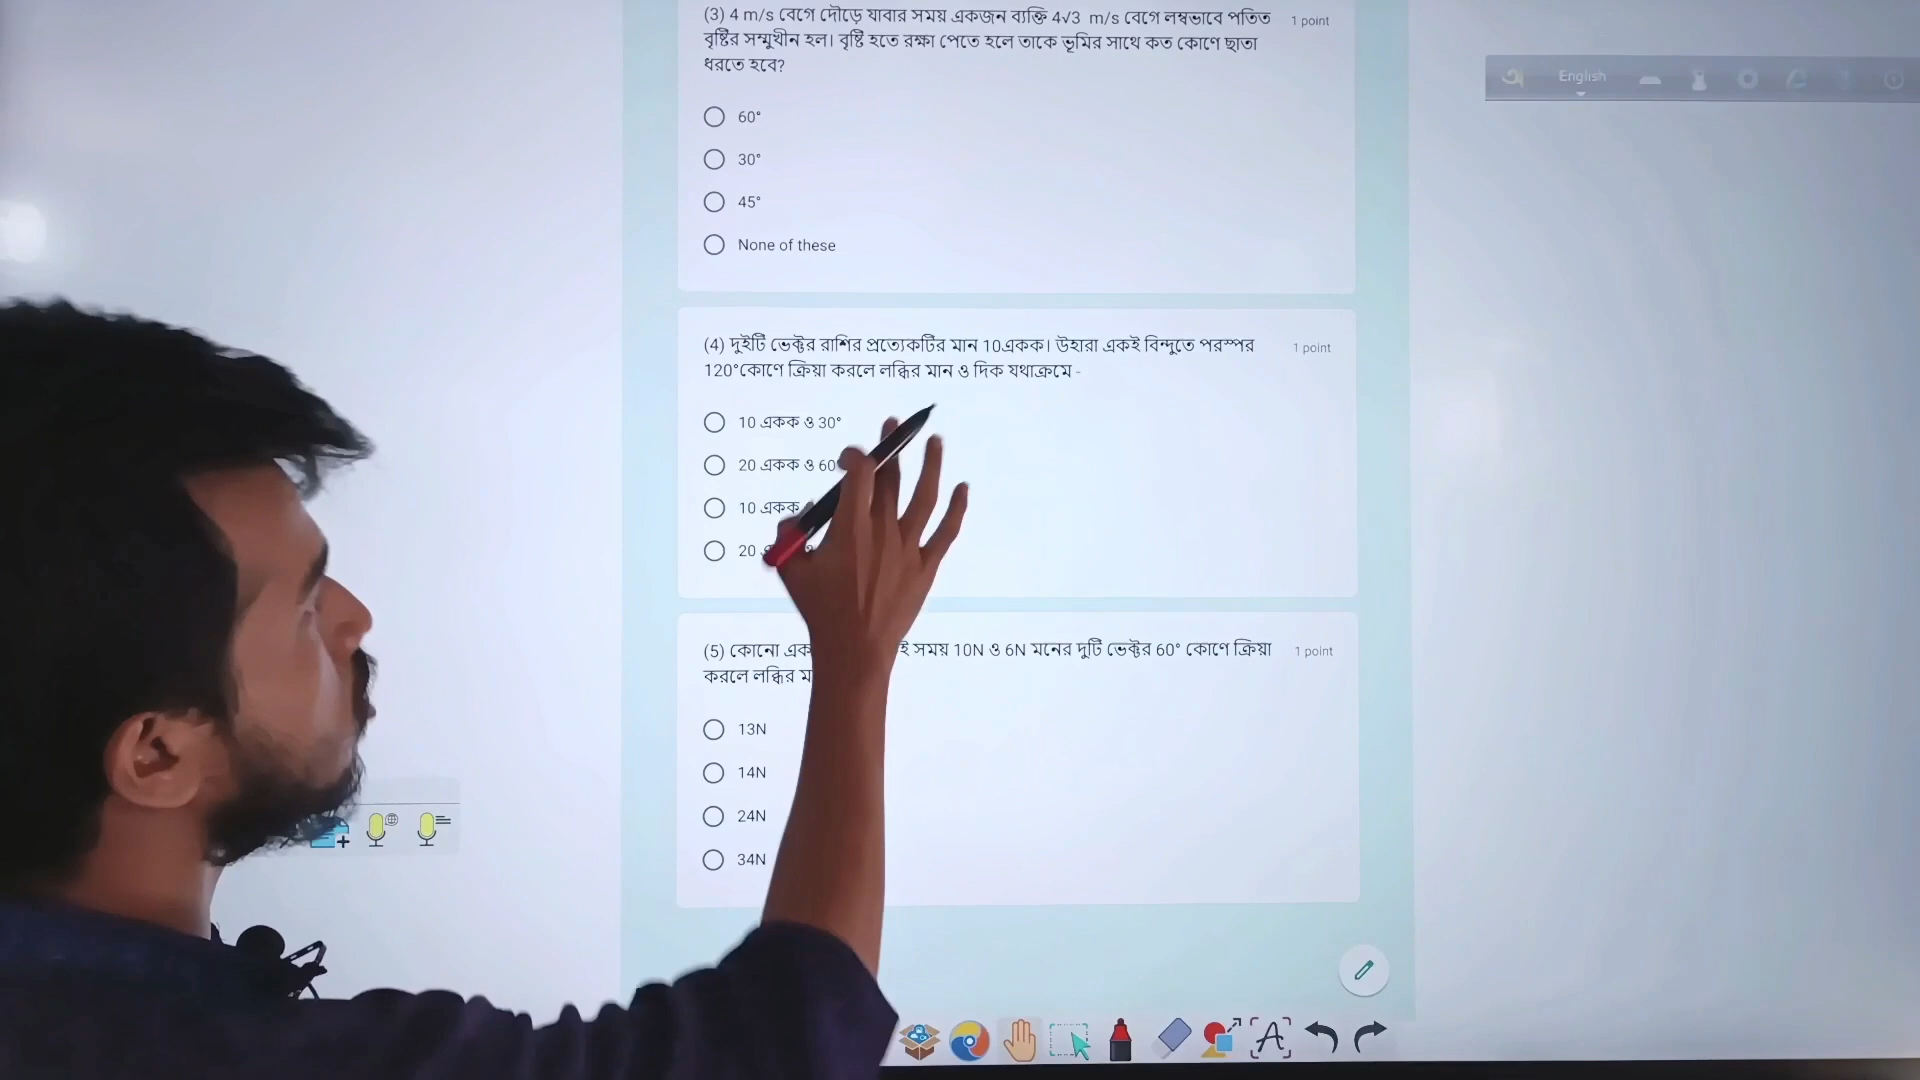 (3) 4 m/s বেগে দৌড়ে যাবার সময় একজন ব্যক্তি 4√3 m/s বেগে লম্বভাবে পতিত
1 point
বৃষ্টির সম্মুখীন হল। বৃষ্টি হতে রক্ষা পেতে হলে তাকে ভূমির সাথে কত কোণে ছাতা
ধরতে হবে?
English
60°
30°
45°
None of these
(4) দুইটি ভেক্টর রাশির প্রত্যেকটির মান 10একক। উহারা একই বিন্দুতে পরস্পর
1 point
120°কোণে ক্রিয়া করলে লব্ধির মান ও দিক যথাক্রমে -
10 একক ও 30°
20 একক ও 60
10 একক
20
(5) কোনো এক
ই সময় 10N ও 6N মনের দুটি ভেক্টর 60° কোণে ক্রিয়া
1 point
করলে লব্ধির ম
13N
14N
24N
34N